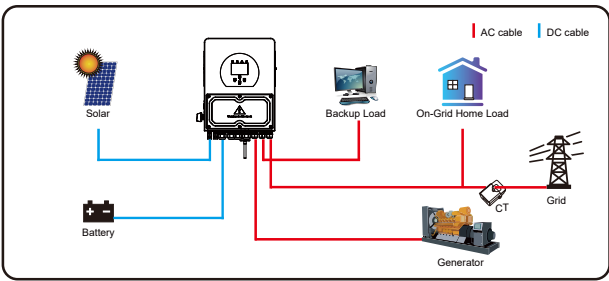 AC cable
DC cable
Solar
Backup Load
On-Grid Home Load
CT
Grid
Battery
Generator